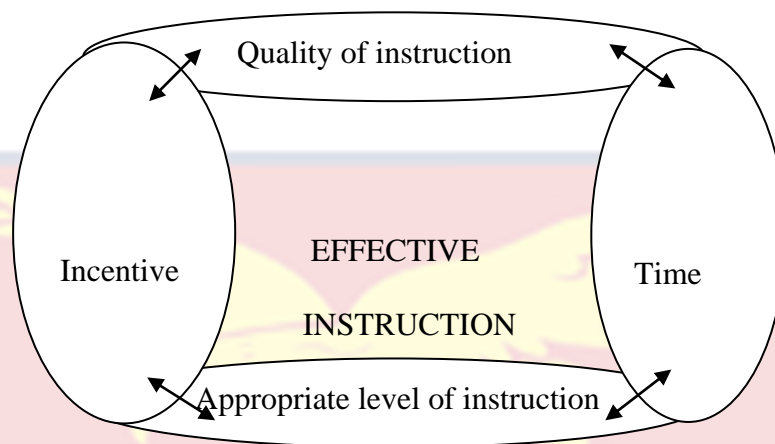 Quality of instruction
EFFECTIVE
Incentive
Time
INSTRUCTION
Appropriate level of instruction